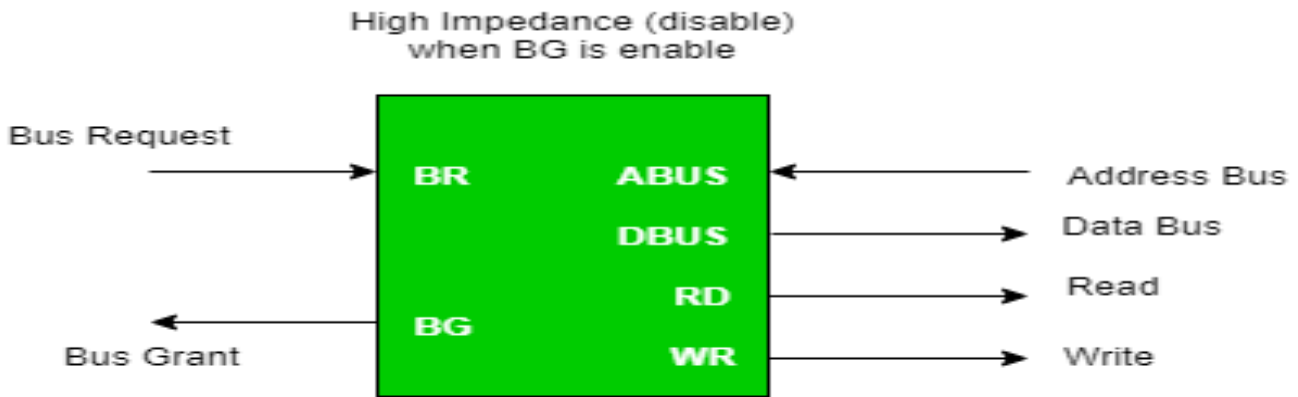 High Impedance (disable)
when BG is enable
Bus Request
BR
ABUS
Address Bus
DBUS
Data Bus
RD
Read
BG
Bus Grant
WR
Write